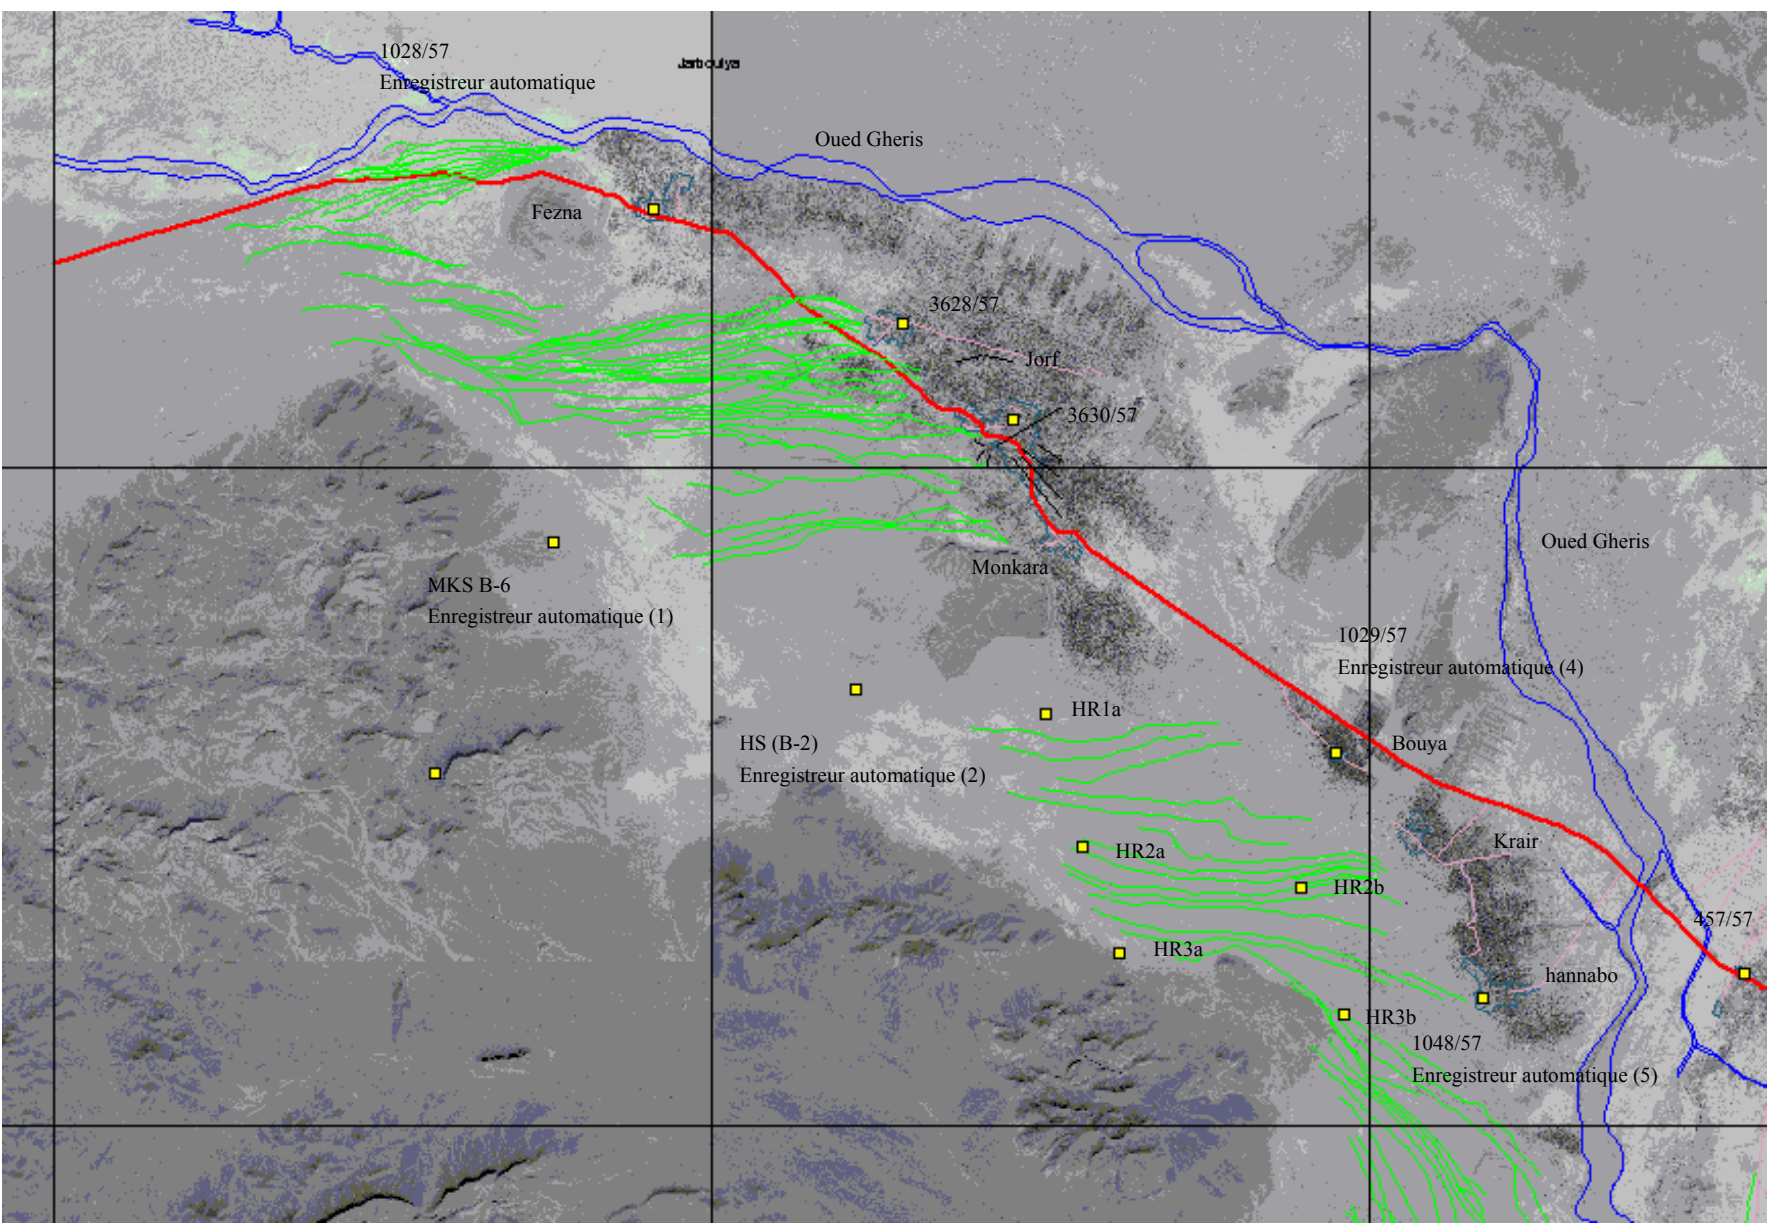 1028/57
Enregistreur automatique
Jarboulya
Oued Gheris
Fezna
3628/57
Jorf
3630/57
Oued Gheris
Monkara
MKS B-6
Enregistreur automatique (1)
1029/57
Enregistreur automatique (4)
HR1a
HS (B-2)
Enregistreur automatique (2)
Bouya
Krair
HR2a
HR2b
457/57
HR3a
hannabo
HR3b
1048/57
Enregistreur automatique (5)